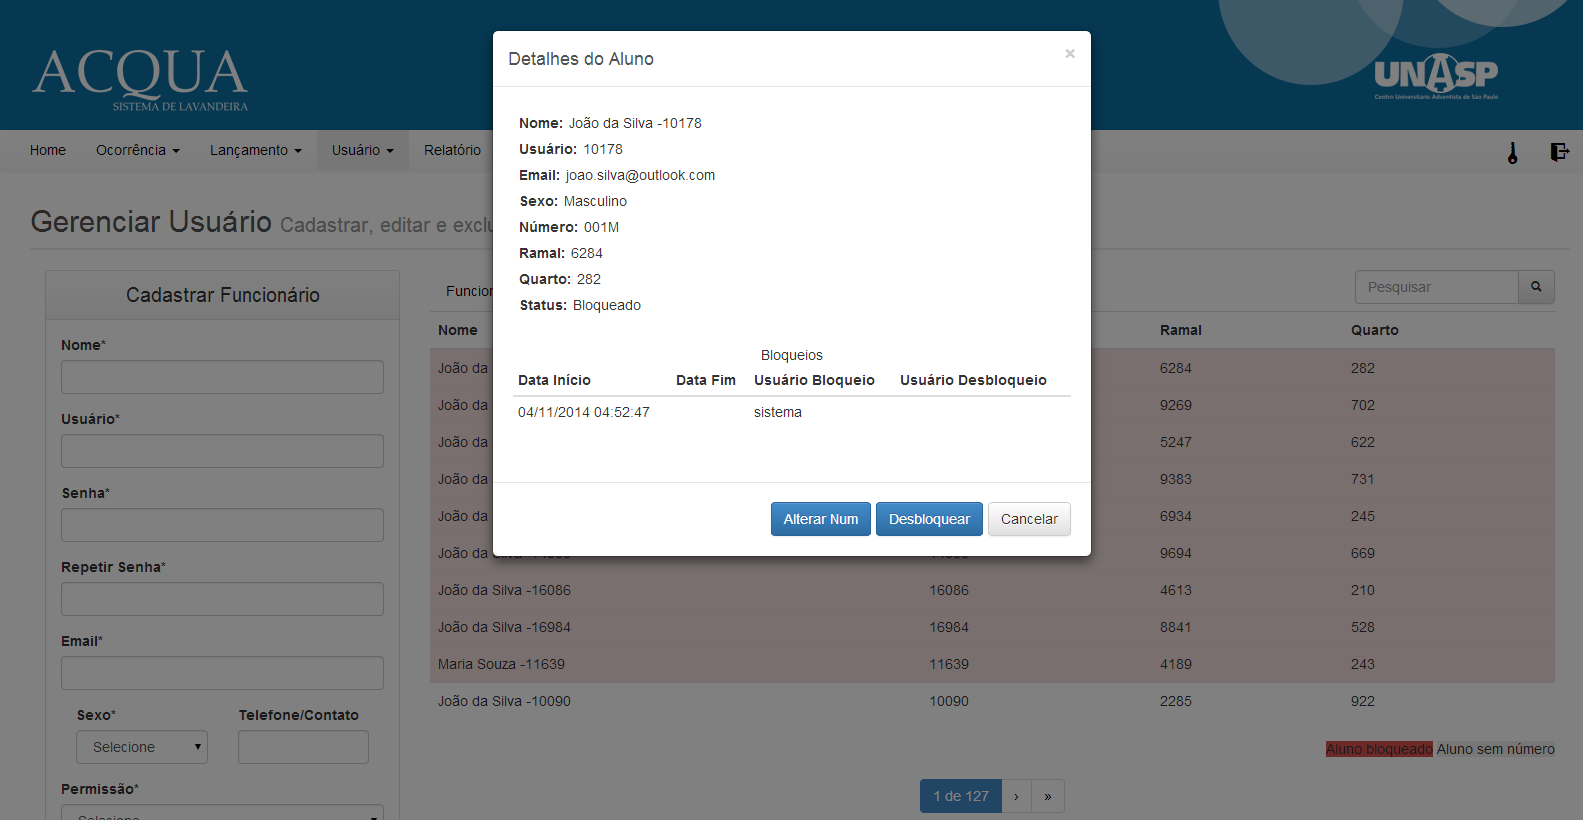 ACQUA
SISTEMA DE LAVANDEIRA
UNASP
Centro Universitário Adventista de São Paulo
Home Ocorrência Lançamento Usuário Relatório
Gerenciar Usuário Cadastrar, editar e exclu
Cadastrar Funcionário
Nome*
Usuário*
Senha*
Repetir Senha*
Email*
Sexo* Telefone/Contato
Selecione
Permissão*
Selecione
Detalhes do Aluno ×
Nome: João da Silva -10178
Usuário: 10178
Email: joao.silva@outlook.com
Sexo: Masculino
Número: 001M
Ramal: 6284
Quarto: 282
Status: Bloqueado
Bloqueios
Data Início Data Fim Usuário Bloqueio Usuário Desbloqueio
04/11/2014 04:52:47 sistema
Alterar Num Desbloquear Cancelar
Funcion
Pesquisar
Nome Ramal Quarto
João da 6284 282
João da 9269 702
João da 5247 622
João da 9383 731
João da 6934 245
João da 9694 669
João da Silva -16086 16086 4613 210
João da Silva -16984 16984 8841 528
Maria Souza -11639 11639 4189 243
João da Silva -10090 10090 2285 922
Aluno bloqueado Aluno sem número
1 de 127 › »